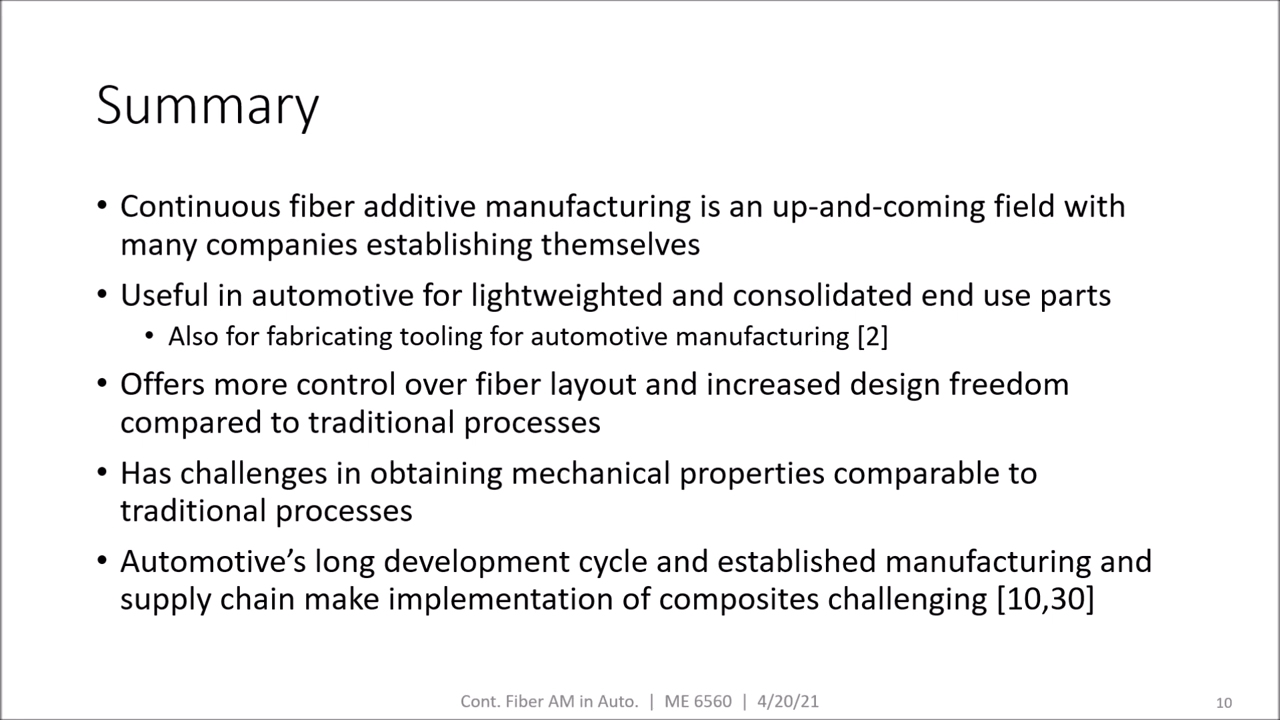 Summary
• Continuous fiber additive manufacturing is an up-and-coming field with
many companies establishing themselves
• Useful in automotive for lightweighted and consolidated end use parts
• Also for fabricating tooling for automotive manufacturing [2]
• Offers more control over fiber layout and increased design freedom
compared to traditional processes
• Has challenges in obtaining mechanical properties comparable to
traditional processes
• Automotive’s long development cycle and established manufacturing and
supply chain make implementation of composites challenging [10,30]
Cont. Fiber AM in Auto. | ME 6560 | 4/20/21
10